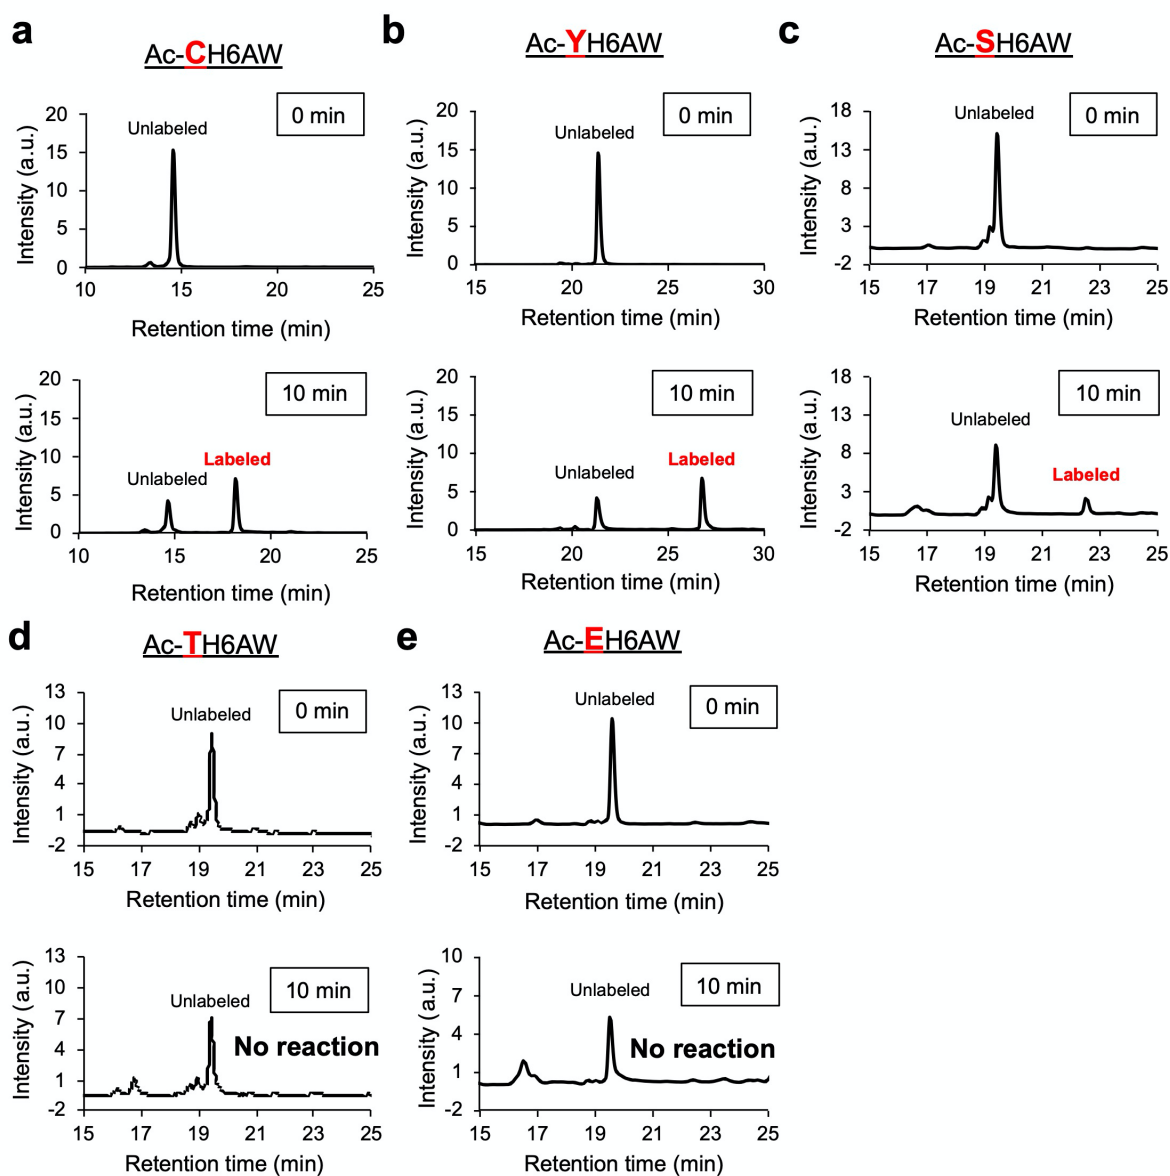 a
Ac-CH6AW
0 min
Unlabeled
Intensity (a.u.)
20
15
10
5
0
10 15 20 25
Retention time (min)
10 min
Unlabeled
Labeled
Intensity (a.u.)
20
15
10
5
0
10 15 20 25
Retention time (min)
b
Ac-YH6AW
0 min
Unlabeled
Intensity (a.u.)
20
15
10
5
0
15 20 25 30
Retention time (min)
10 min
Unlabeled
Labeled
Intensity (a.u.)
20
15
10
5
0
15 20 25 30
Retention time (min)
c
Ac-SH6AW
0 min
Unlabeled
Intensity (a.u.)
18
13
8
3
-2
15 17 19 21 23 25
Retention time (min)
10 min
Unlabeled
Labeled
Intensity (a.u.)
18
13
8
3
-2
15 17 19 21 23 25
Retention time (min)
d
Ac-TH6AW
0 min
Unlabeled
Intensity (a.u.)
13
10
7
4
1
-2
15 17 19 21 23 25
Retention time (min)
10 min
Unlabeled
No reaction
Intensity (a.u.)
13
10
7
4
1
-2
15 17 19 21 23 25
Retention time (min)
e
Ac-EH6AW
0 min
Unlabeled
Intensity (a.u.)
13
10
7
4
1
-2
15 17 19 21 23 25
Retention time (min)
10 min
Unlabeled
No reaction
Intensity (a.u.)
10
7
4
1
-2
15 17 19 21 23 25
Retention time (min)